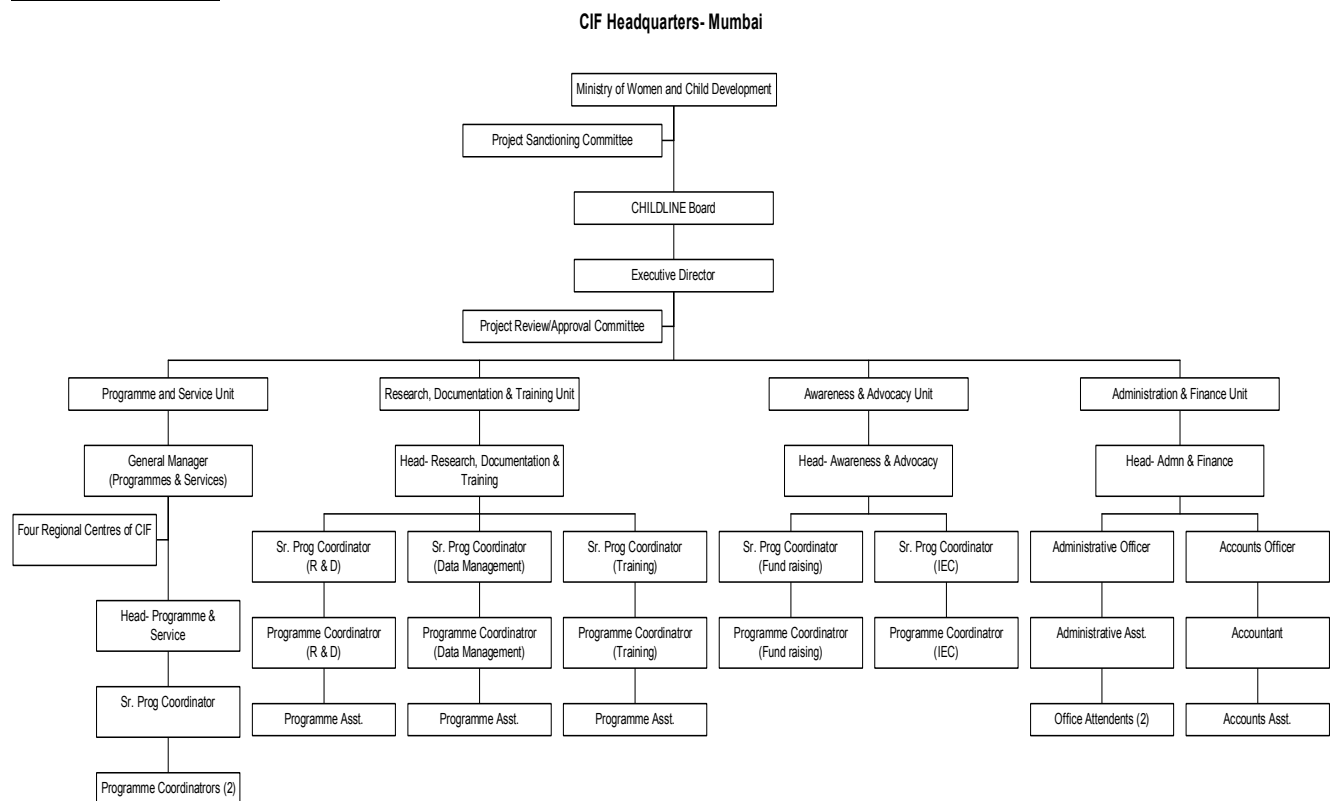 CIF Headquarters- Mumbai
Ministry of Women and Child Development
Project Sanctioning Committee
CHILDLINE Board
Executive Director
Project Review/Approval Committee
Programme and Service Unit
Research, Documentation & Training Unit
Awareness & Advocacy Unit
Administration & Finance Unit
General Manager
(Programmes & Services)
Head- Research, Documentation &
Training
Head- Awareness & Advocacy
Head- Admn & Finance
Four Regional Centres of CIF
Sr. Prog Coordinator
(R & D)
Sr. Prog Coordinator
(Data Management)
Sr. Prog Coordinator
(Training)
Sr. Prog Coordinator
(Fund raising)
Sr. Prog Coordinator
(IEC)
Administrative Officer
Accounts Officer
Head- Programme &
Service
Programme Coordinatror
(R & D)
Programme Coordinatror
(Data Management)
Programme Coordinatror
(Training)
Programme Coordinatror
(Fund raising)
Programme Coordinatror
(IEC)
Administrative Asst.
Accountant
Sr. Prog Coordinator
Programme Asst.
Programme Asst.
Programme Asst.
Office Attendents (2)
Accounts Asst.
Programme Coordinatrors (2)